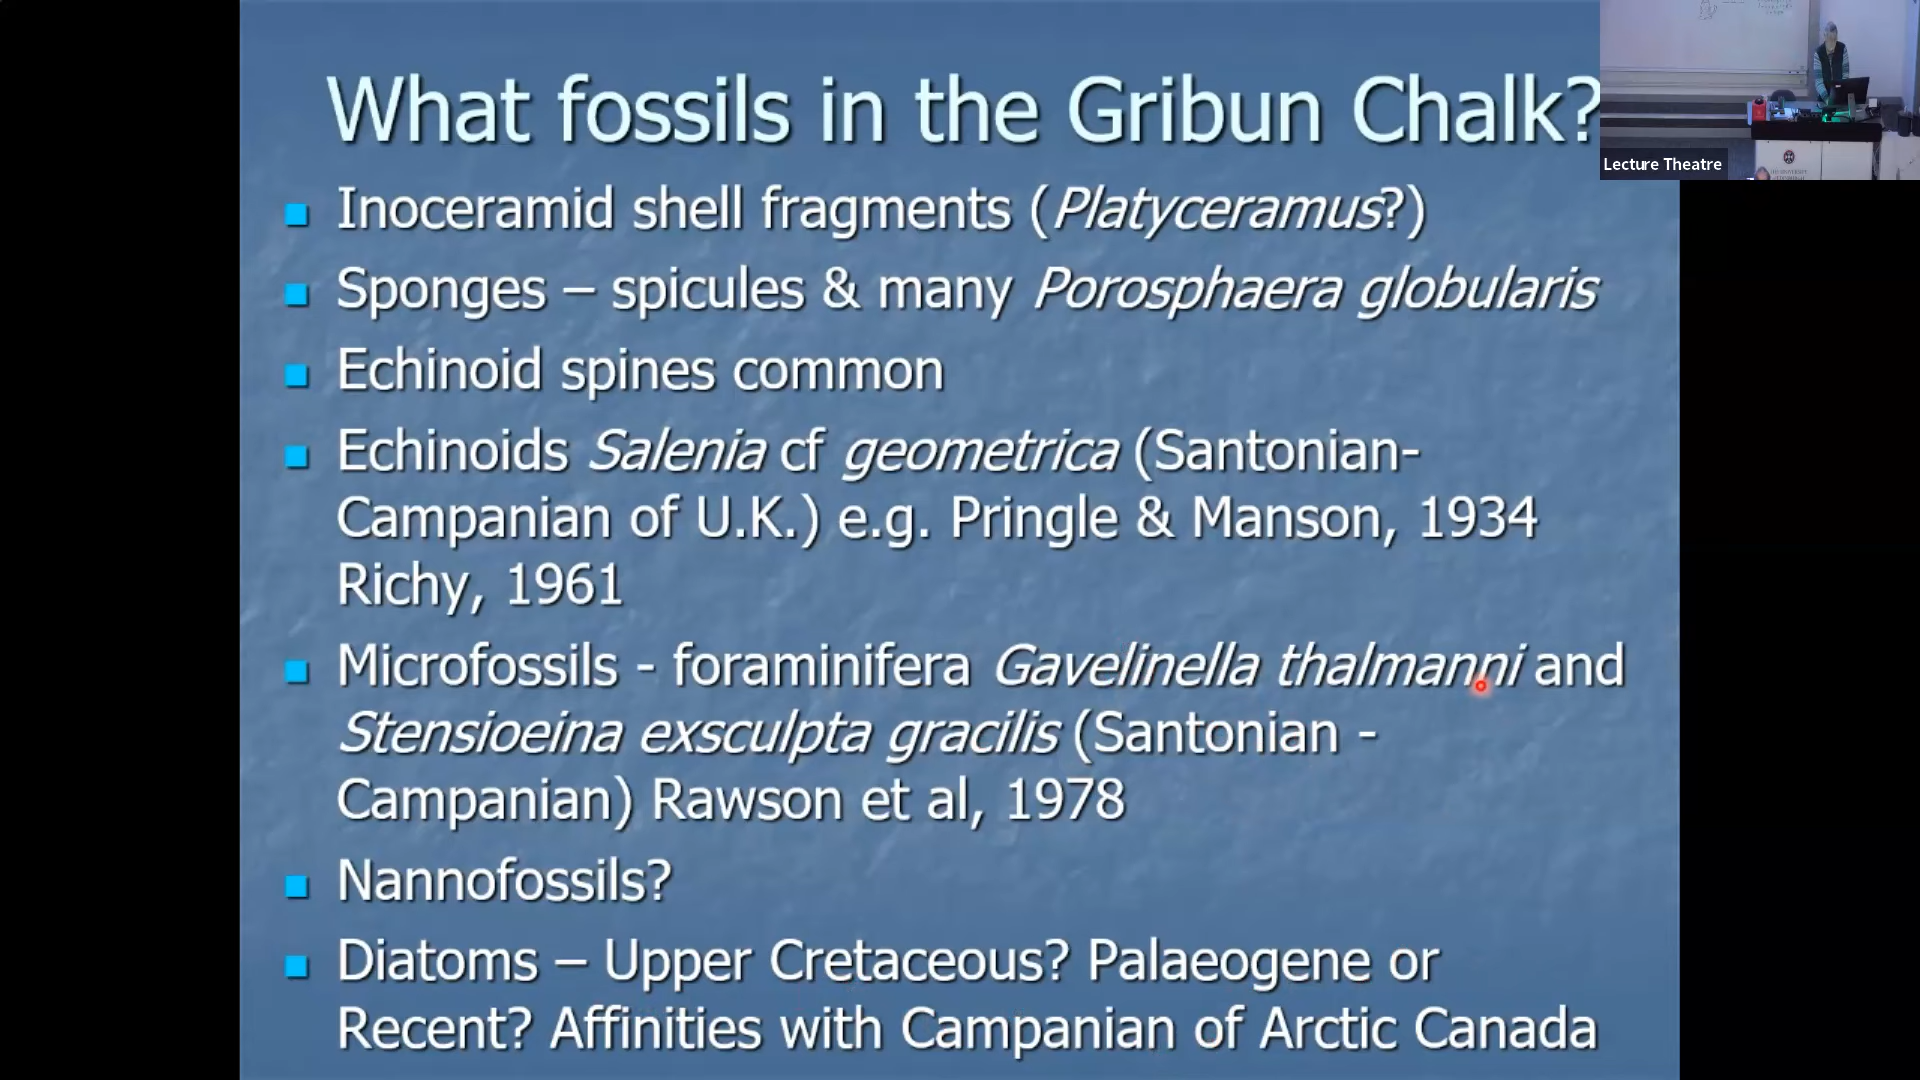 What fossils in the Gribun Chalk?
Inoceramid shell fragments (Platyceramus?)
Sponges – spicules & many Porosphaera globularis
Echinoid spines common
Echinoids Salenia cf geometrica (Santonian-
Campanian of U.K.) e.g. Pringle & Manson, 1934
Richy, 1961
Microfossils - foraminifera Gavelinella thalmanni and
Stensioeina exsculpta gracilis (Santonian -
Campanian) Rawson et al, 1978
Nannofossils?
Diatoms – Upper Cretaceous? Palaeogene or
Recent? Affinities with Campanian of Arctic Canada
Lecture Theatre